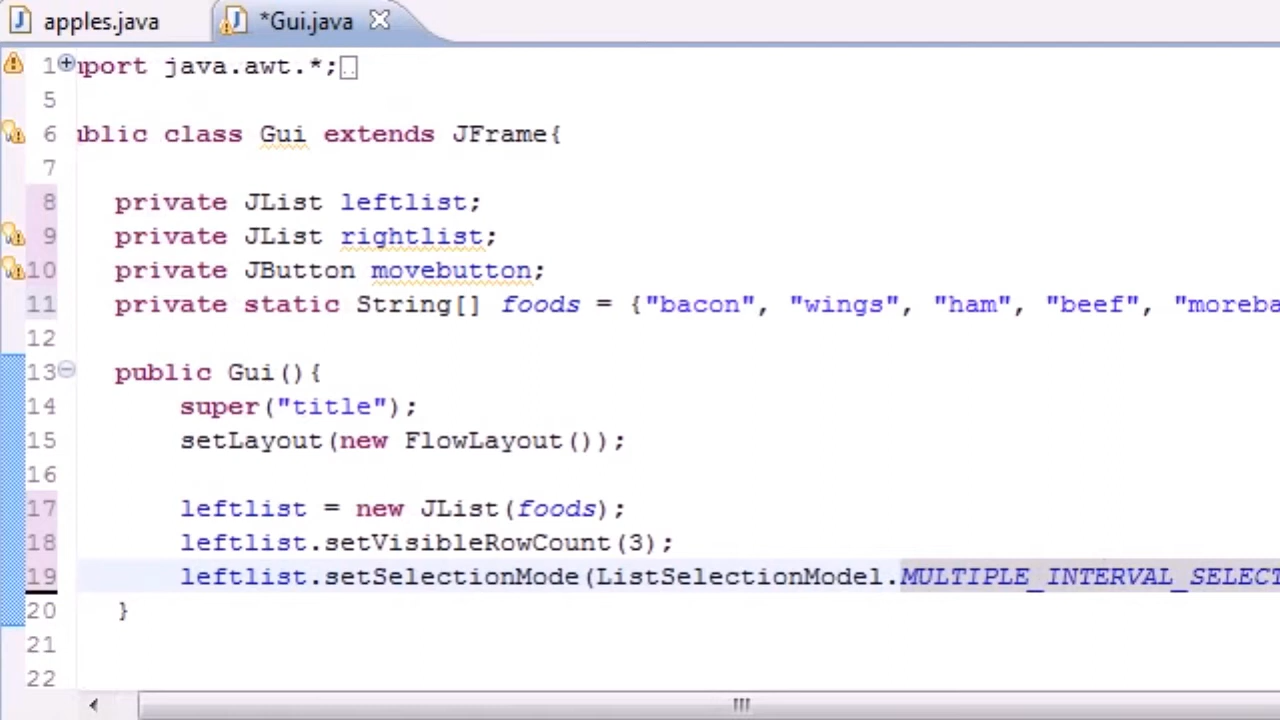 apples.java
*Gui.java
1 mport java.awt.*;
5
6 ublic class Gui extends JFrame{
7
8 private JList leftlist;
9 private JList rightlist;
10 private JButton movebutton;
11 private static String[] foods = {"bacon", "wings", "ham", "beef", "moreba
12
13 public Gui(){
14 super("title");
15 setLayout(new FlowLayout());
16
17 leftlist = new JList(foods);
18 leftlist.setVisibleRowCount(3);
19 leftlist.setSelectionMode(ListSelectionModel.MULTIPLE_INTERVAL_SELECT
20 }
21
22